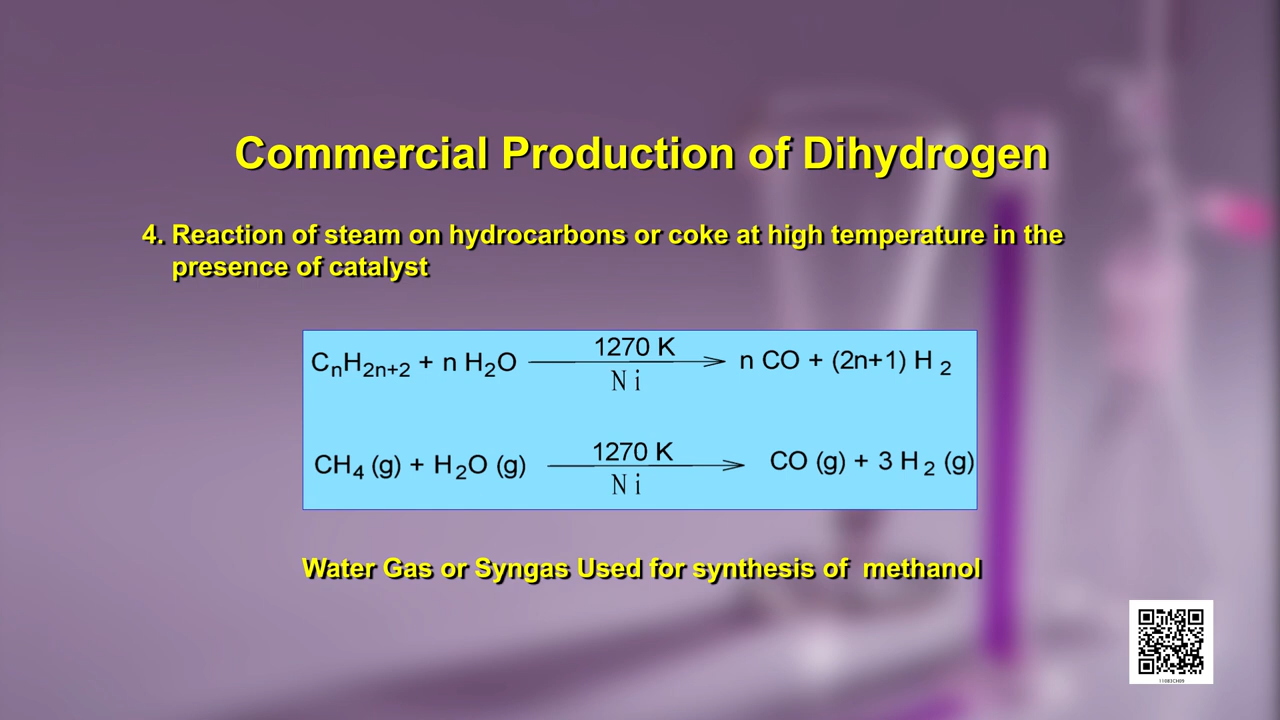 Commercial Production of Dihydrogen
4. Reaction of steam on hydrocarbons or coke at high temperature in the
presence of catalyst
CₙH₂ₙ₊₂ + n H₂O —1270 K / Ni→ n CO + (2n+1) H₂
CH₄ (g) + H₂O (g) —1270 K / Ni→ CO (g) + 3 H₂ (g)
Water Gas or Syngas Used for synthesis of methanol
11083CH09